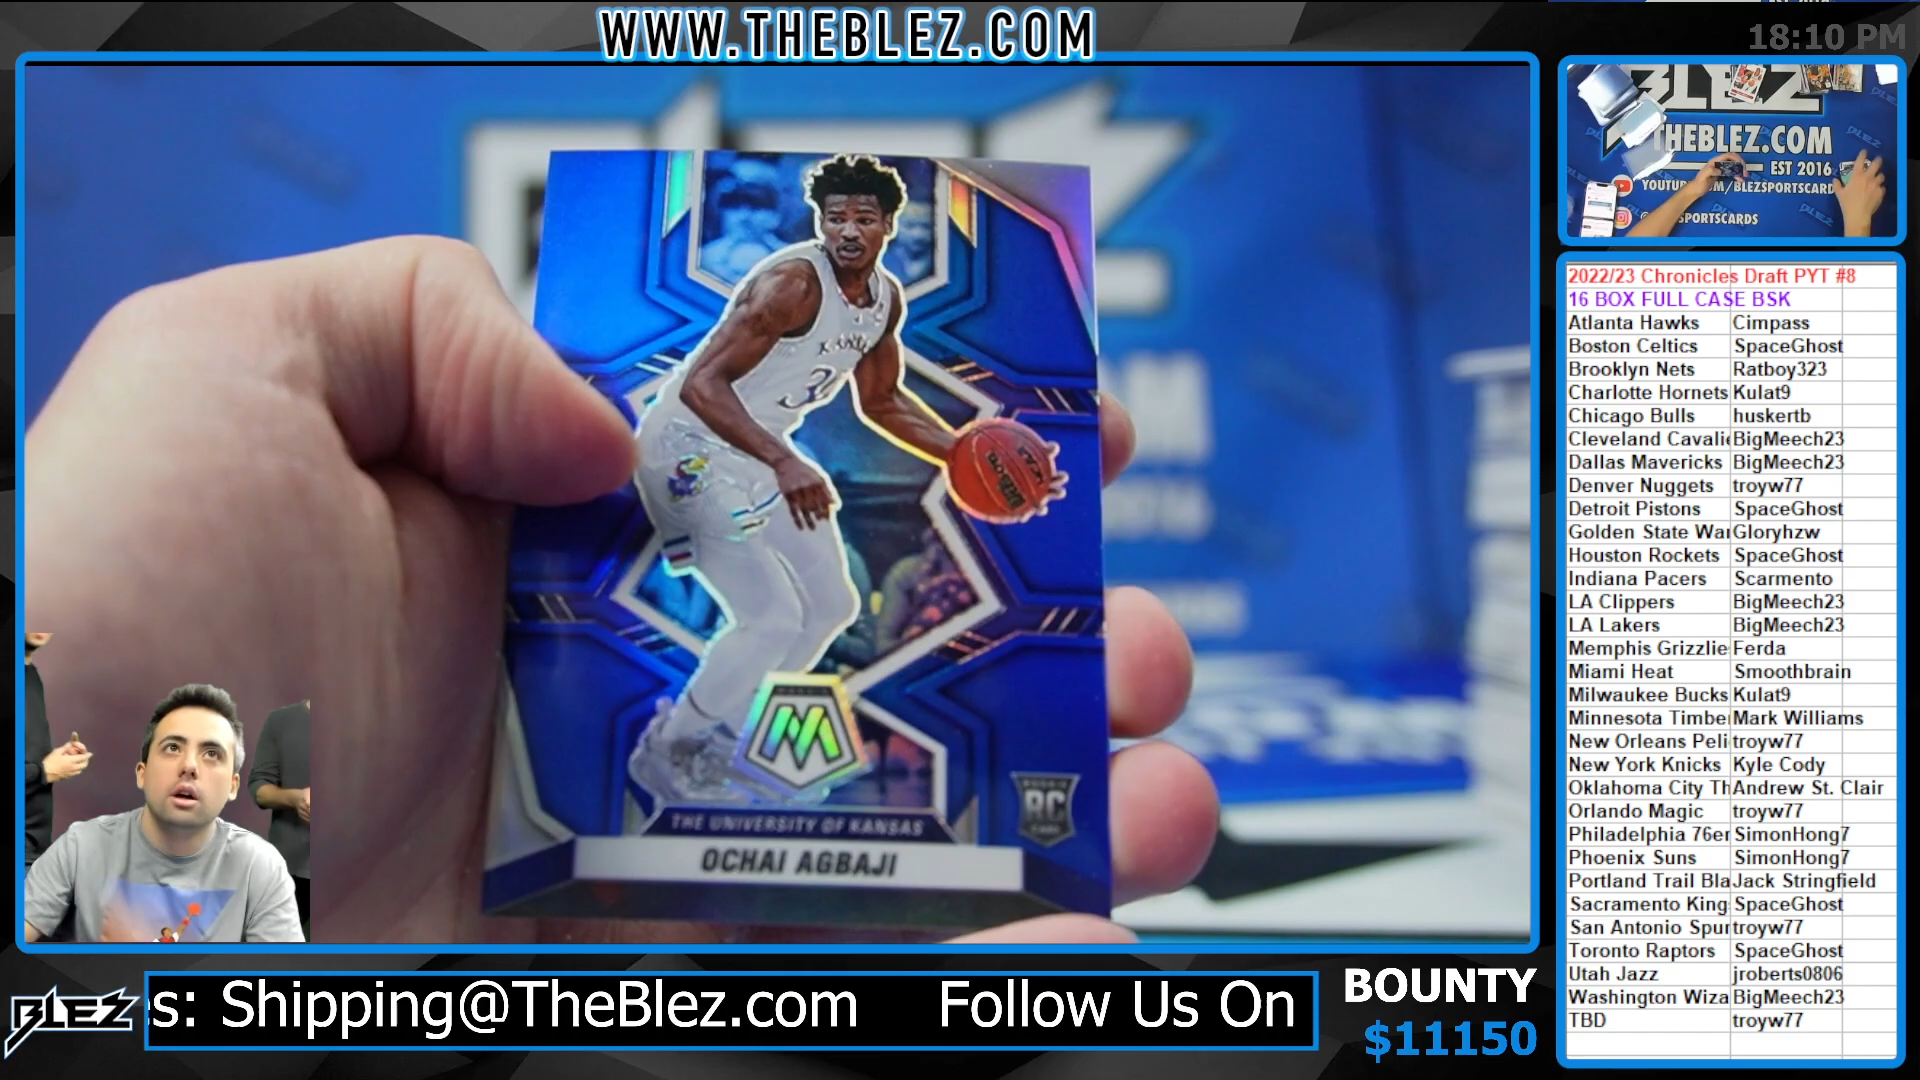 WWW.THEBLEZ.COM
18:10 PM
BLEZ
THEBLEZ.COM
EST 2016
SPORTSCARDS
KANSAS
30
THE UNIVERSITY OF KANSAS
OCHAI AGBAJI
RC
2022/23 Chronicles Draft PYT #8
16 BOX FULL CASE BSK
Atlanta Hawks Cimpass
Boston Celtics SpaceGhost
Brooklyn Nets Ratboy323
Charlotte Hornets Kulat9
Chicago Bulls huskertb
Cleveland Cavalie BigMeech23
Dallas Mavericks BigMeech23
Denver Nuggets troyw77
Detroit Pistons SpaceGhost
Golden State War Gloryhzw
Houston Rockets SpaceGhost
Indiana Pacers Scarmento
LA Clippers BigMeech23
LA Lakers BigMeech23
Memphis Grizzlie Ferda
Miami Heat Smoothbrain
Milwaukee Bucks Kulat9
Minnesota Timbe Mark Williams
New Orleans Peli troyw77
New York Knicks Kyle Cody
Oklahoma City Th Andrew St. Clair
Orlando Magic troyw77
Philadelphia 76er SimonHong7
Phoenix Suns SimonHong7
Portland Trail Bla Jack Stringfield
Sacramento King SpaceGhost
San Antonio Spur troyw77
Toronto Raptors SpaceGhost
Utah Jazz jroberts0806
Washington Wiza BigMeech23
TBD troyw77
BLEZ
s: Shipping@TheBlez.com Follow Us On
BOUNTY
$11150